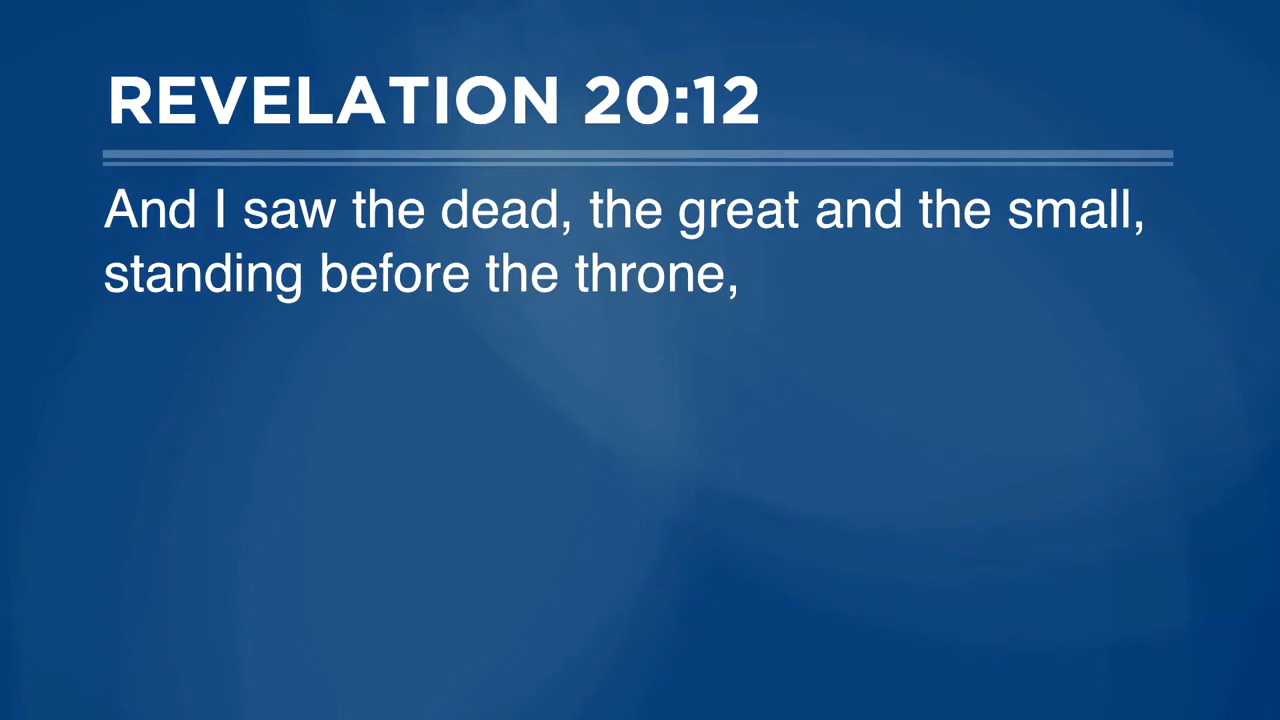 REVELATION 20:12
And I saw the dead, the great and the small,
standing before the throne,